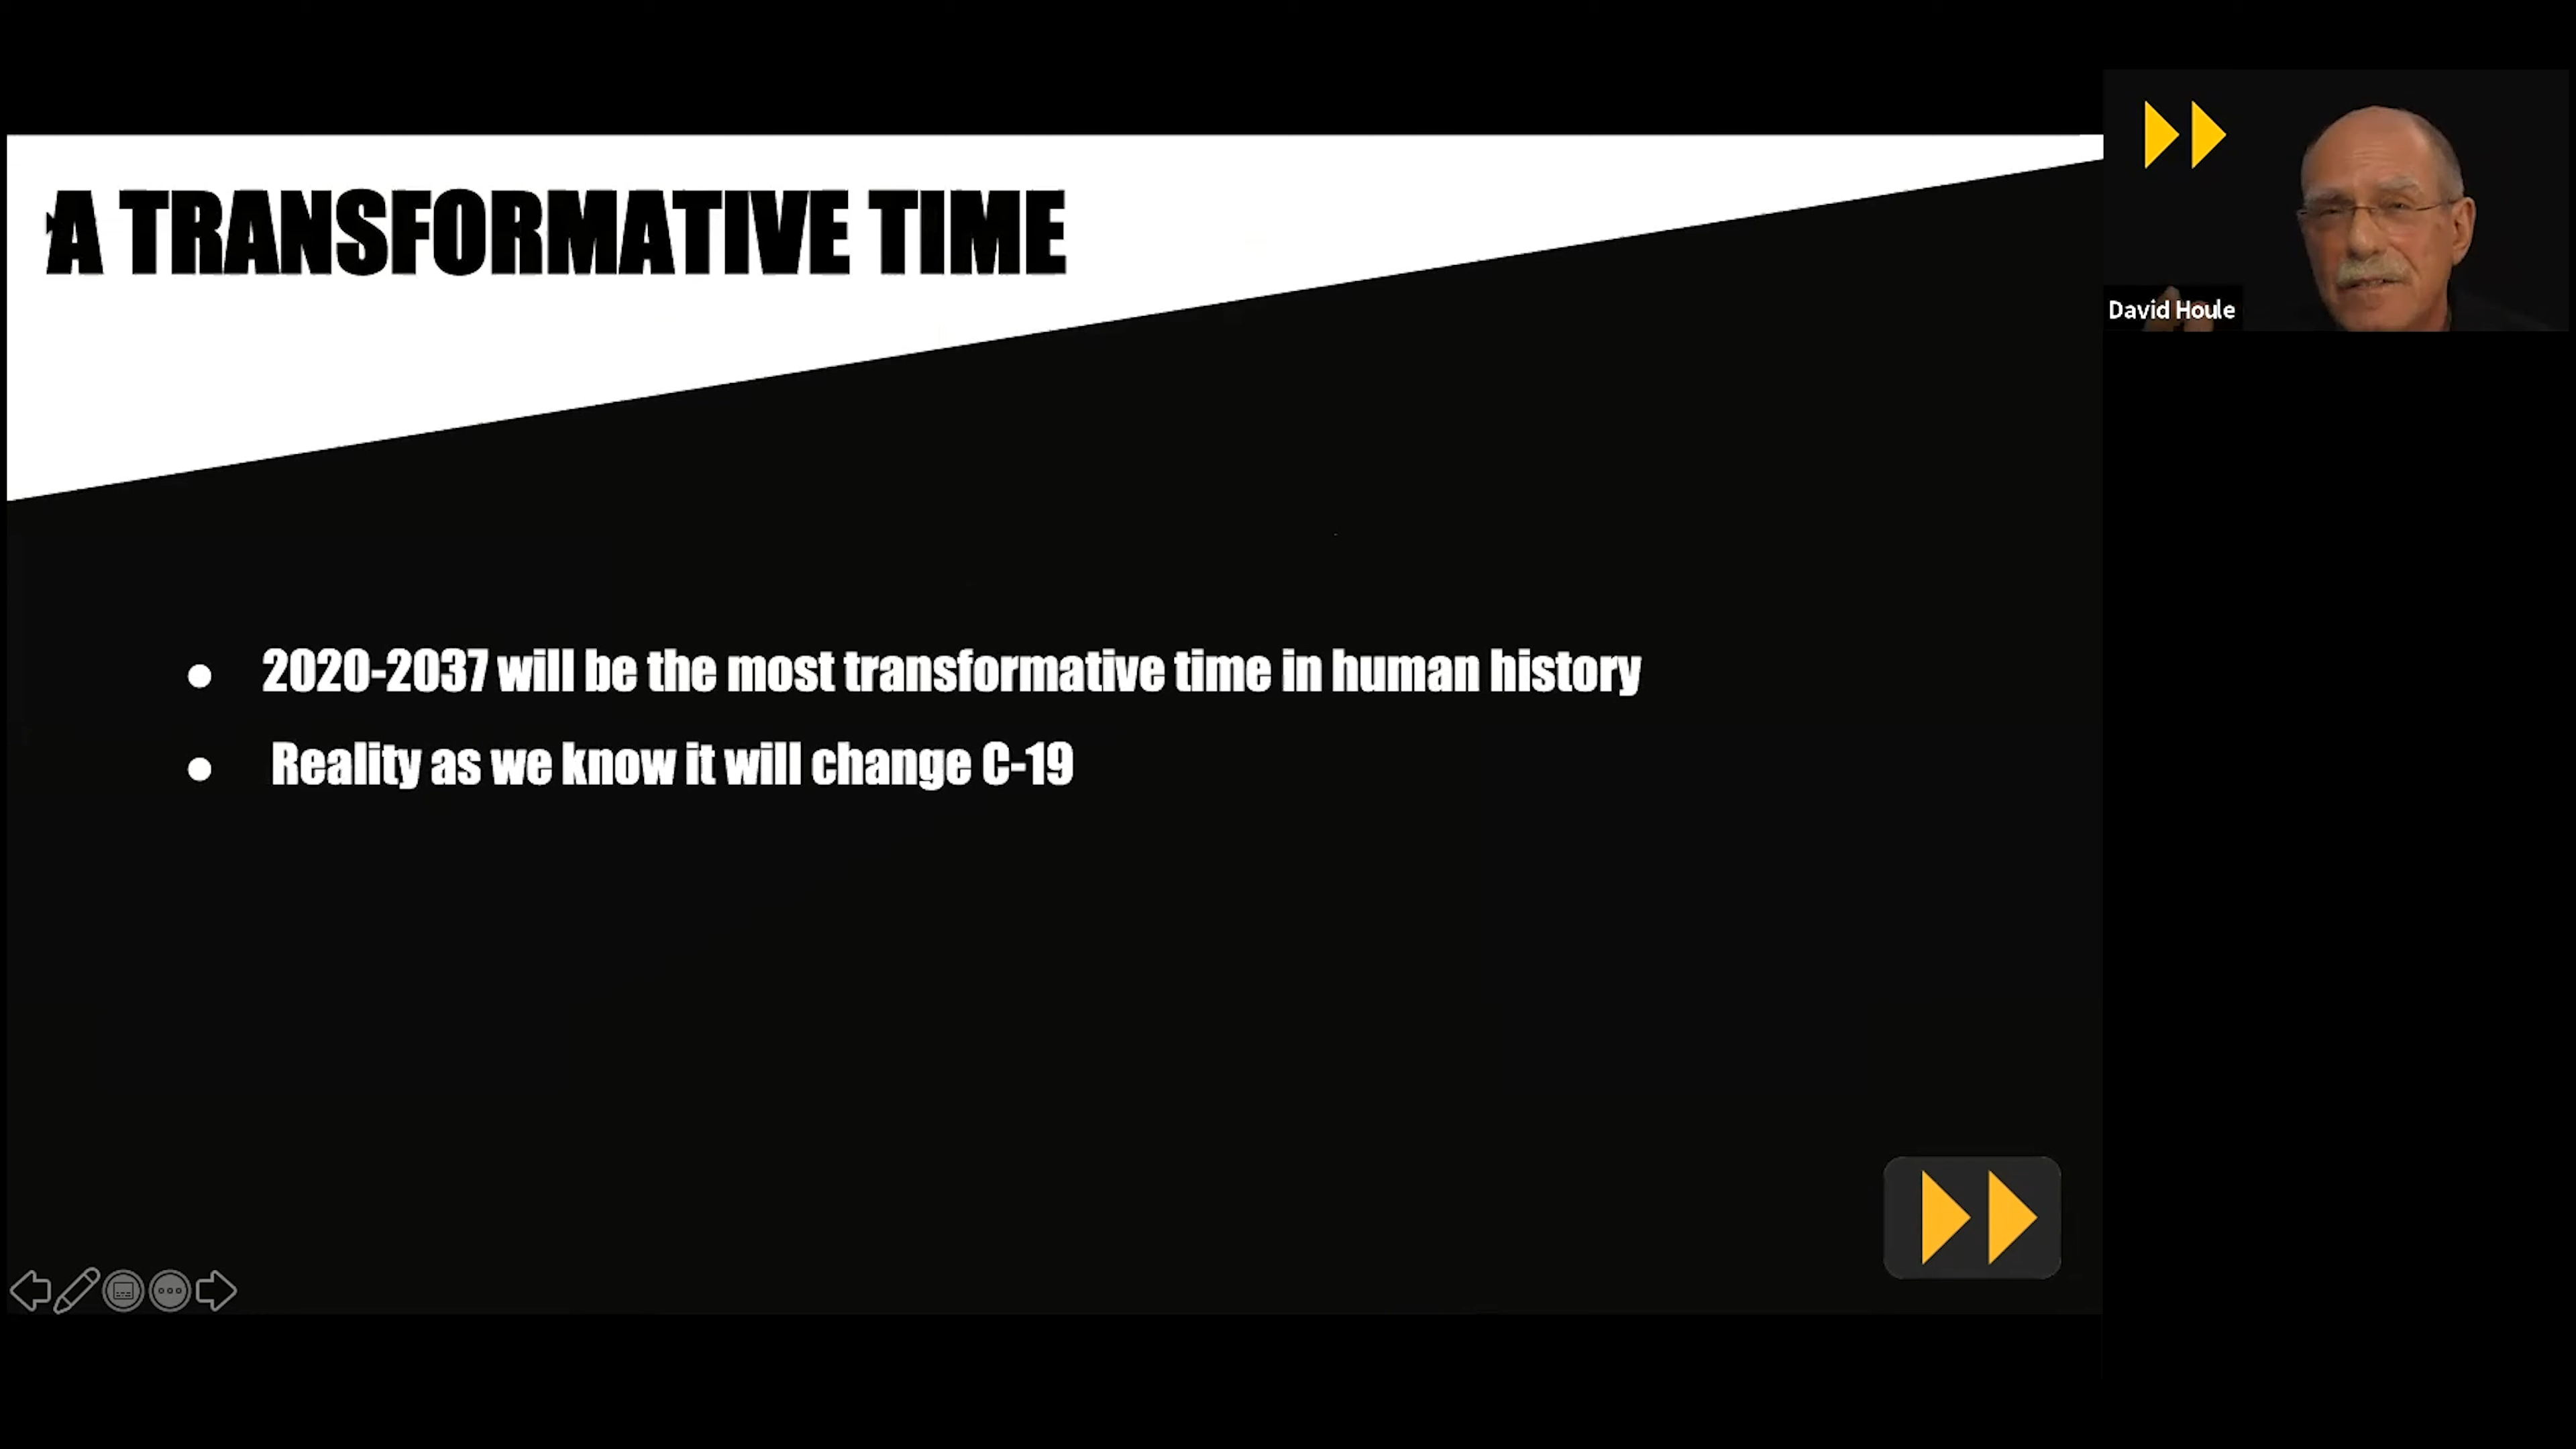 A TRANSFORMATIVE TIME
David Houle
2020-2037 will be the most transformative time in human history
Reality as we know it will change C-19